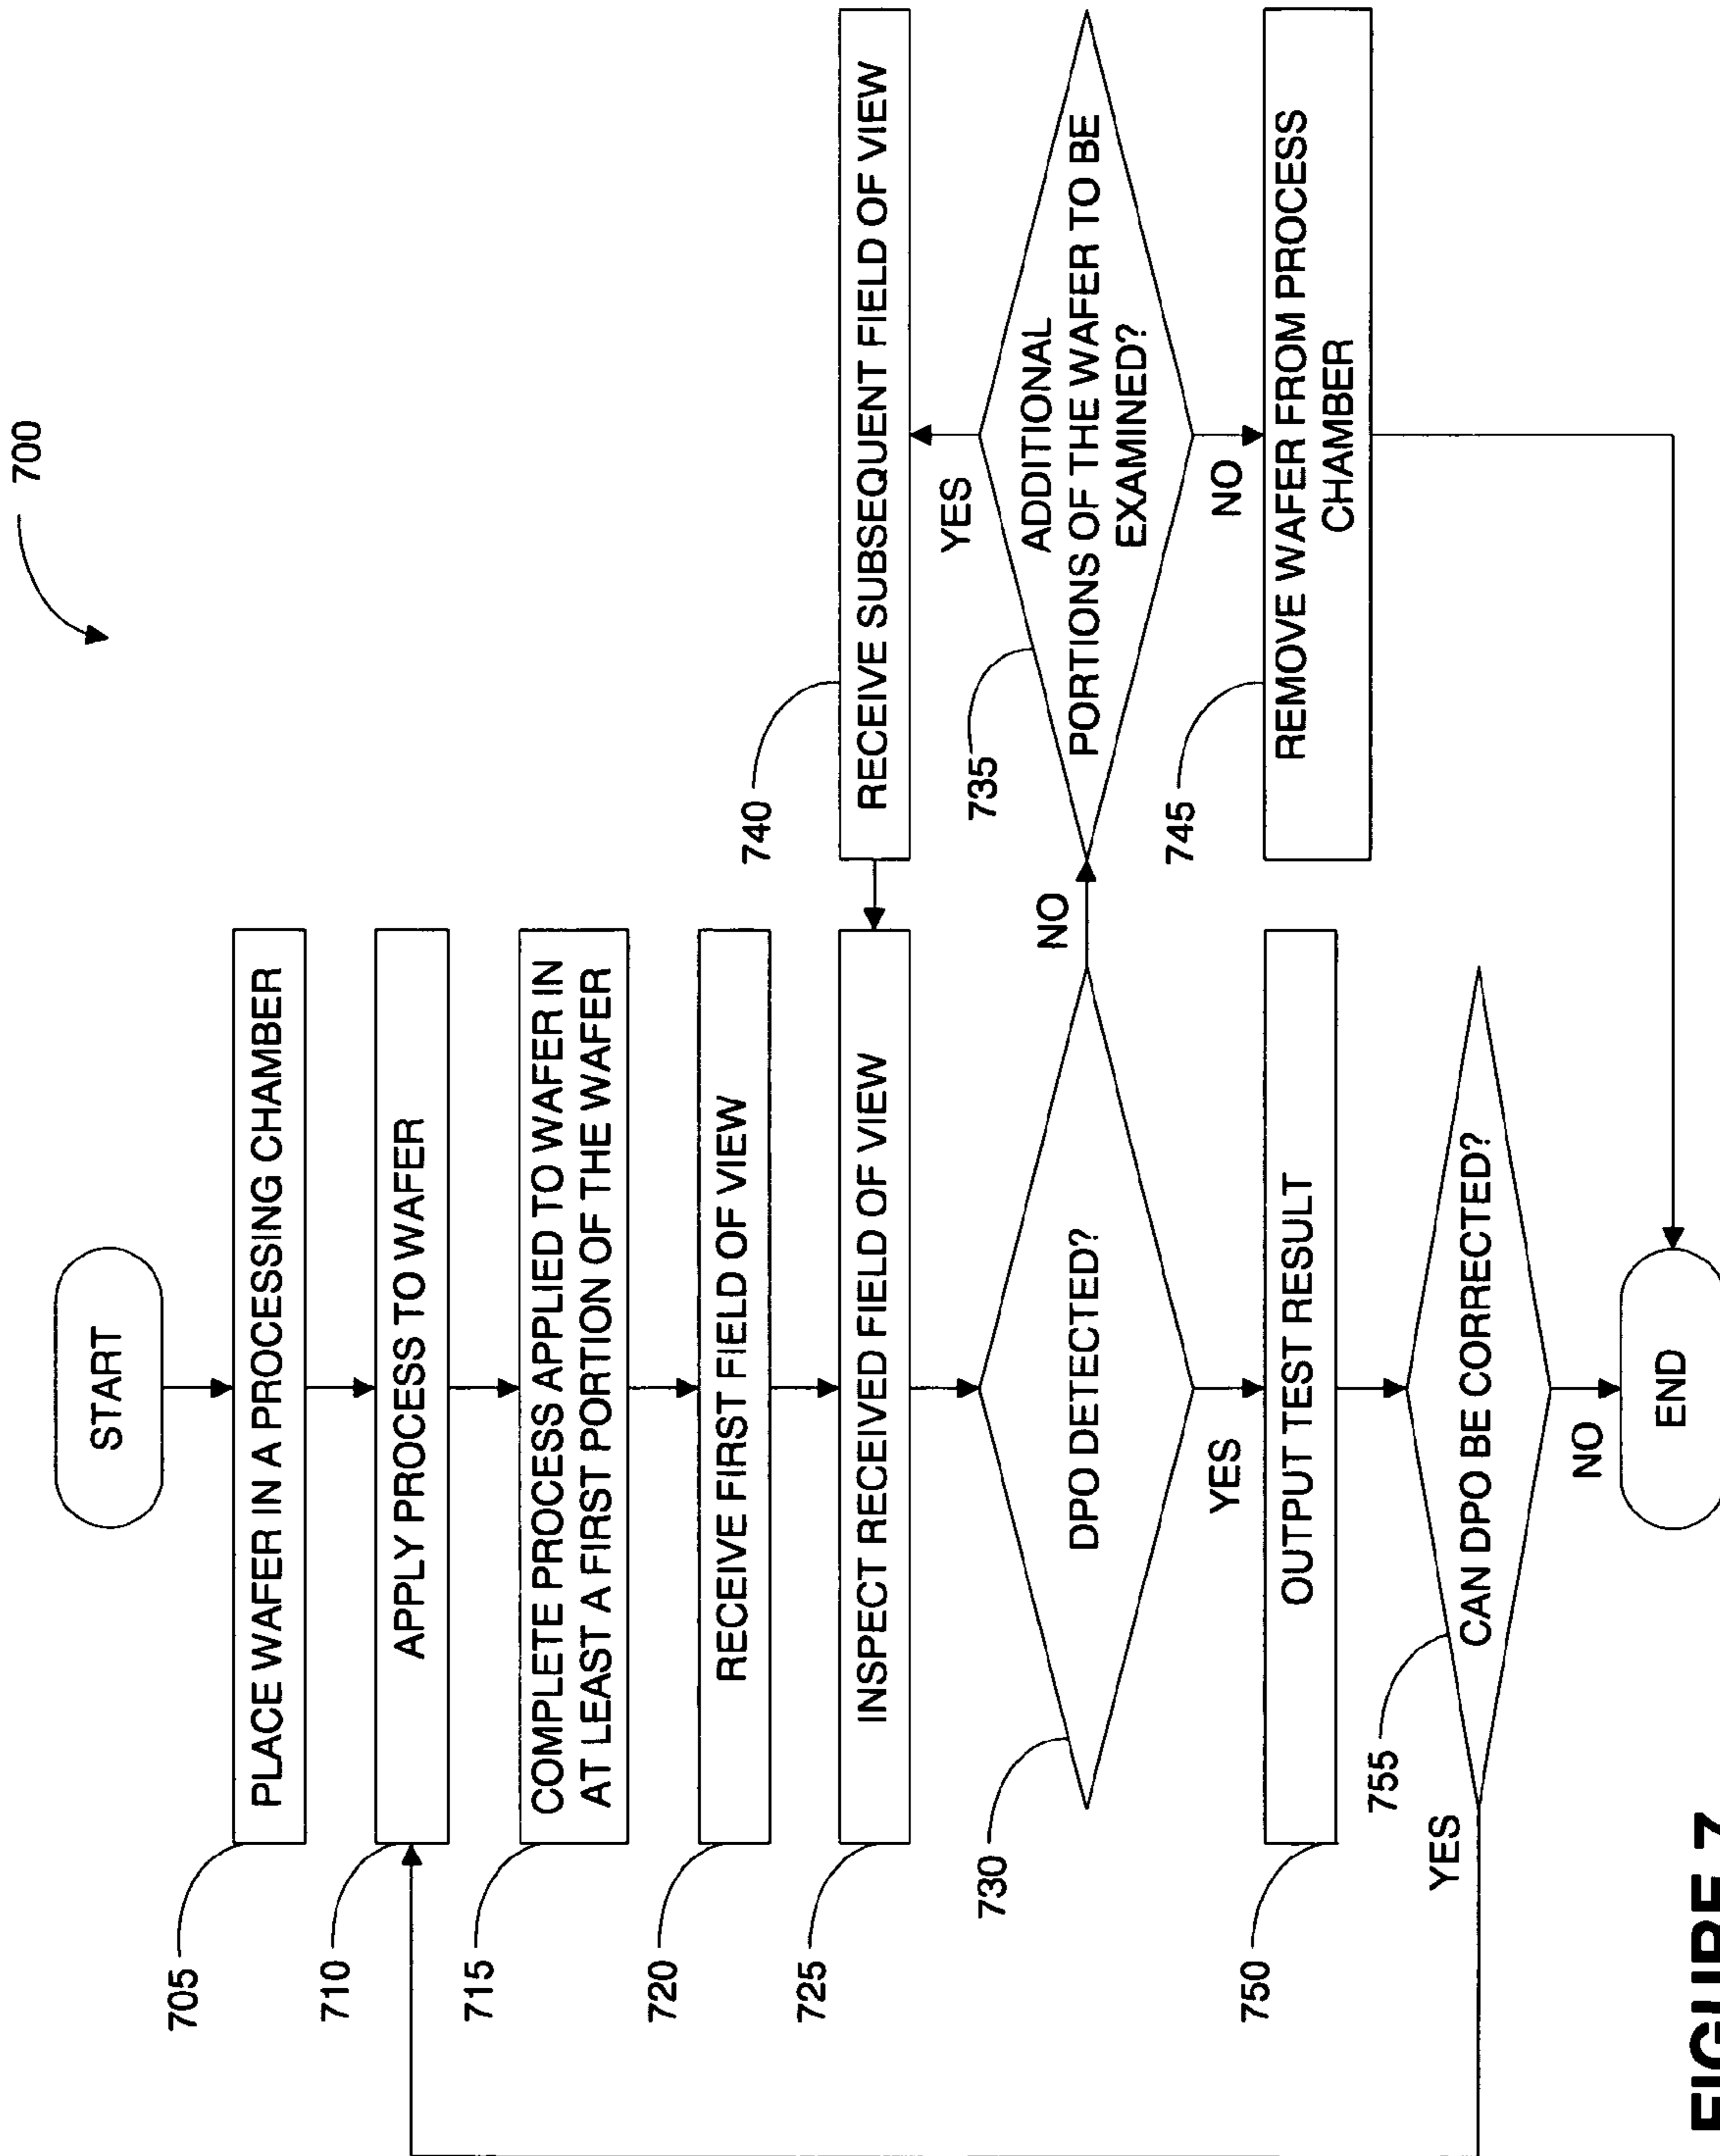 700
START
705
PLACE WAFER IN A PROCESSING CHAMBER
710
APPLY PROCESS TO WAFER
715
COMPLETE PROCESS APPLIED TO WAFER IN
AT LEAST A FIRST PORTION OF THE WAFER
720
RECEIVE FIRST FIELD OF VIEW
725
INSPECT RECEIVED FIELD OF VIEW
740
RECEIVE SUBSEQUENT FIELD OF VIEW
YES
730
DPO DETECTED?
NO
735
ADDITIONAL
PORTIONS OF THE WAFER TO BE
EXAMINED?
YES
NO
745
REMOVE WAFER FROM PROCESS
CHAMBER
750
OUTPUT TEST RESULT
755
CAN DPO BE CORRECTED?
YES
NO
END
FIGURE 7